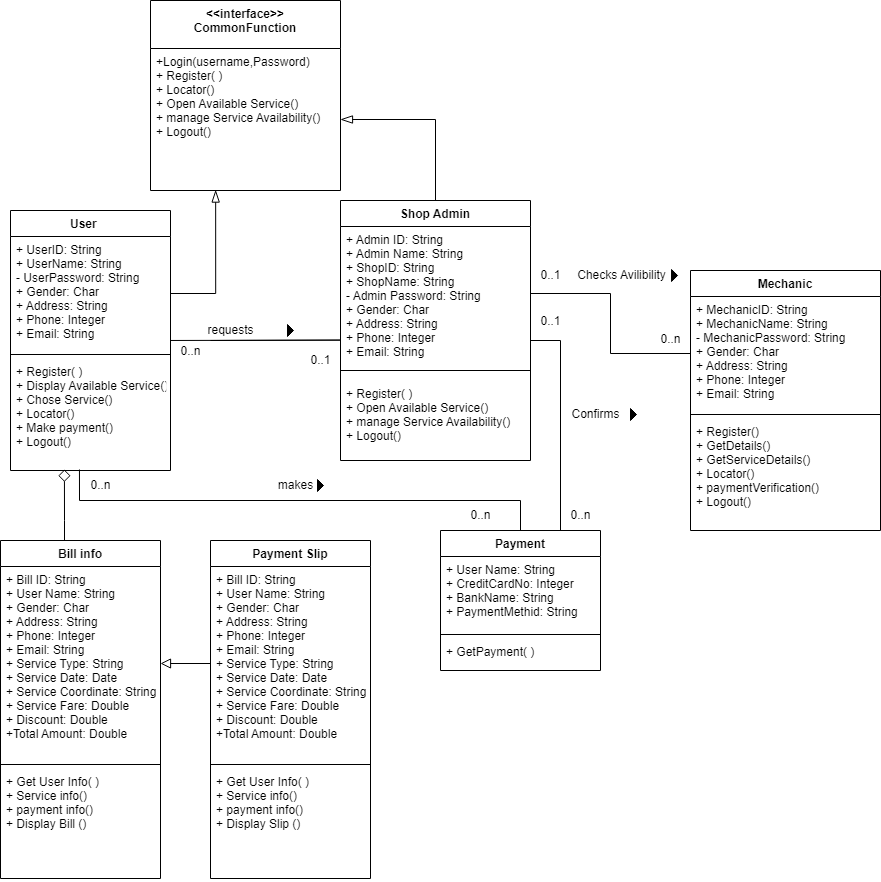 <<interface>>
CommonFunction
+Login(username,Password)
+ Register( )
+ Locator()
+ Open Available Service()
+ manage Service Availability()
+ Logout()
User
+ UserID: String
+ UserName: String
- UserPassword: String
+ Gender: Char
+ Address: String
+ Phone: Integer
+ Email: String
+ Register( )
+ Display Available Service()
+ Chose Service()
+ Locator()
+ Make payment()
+ Logout()
requests
0..n
0..1
Shop Admin
+ Admin ID: String
+ Admin Name: String
+ ShopID: String
+ ShopName: String
- Admin Password: String
+ Gender: Char
+ Address: String
+ Phone: Integer
+ Email: String
+ Register( )
+ Open Available Service()
+ manage Service Availability()
+ Logout()
0..1
Checks Avilibility
0..n
0..1
Confirms
0..n
Mechanic
+ MechanicID: String
+ MechanicName: String
- MechanicPassword: String
+ Gender: Char
+ Address: String
+ Phone: Integer
+ Email: String
+ Register()
+ GetDetails()
+ GetServiceDetails()
+ Locator()
+ paymentVerification()
+ Logout()
0..n
makes
0..n
Bill info
+ Bill ID: String
+ User Name: String
+ Gender: Char
+ Address: String
+ Phone: Integer
+ Email: String
+ Service Type: String
+ Service Date: Date
+ Service Coordinate: String
+ Service Fare: Double
+ Discount: Double
+Total Amount: Double
+ Get User Info( )
+ Service info()
+ payment info()
+ Display Bill ()
Payment Slip
+ Bill ID: String
+ User Name: String
+ Gender: Char
+ Address: String
+ Phone: Integer
+ Email: String
+ Service Type: String
+ Service Date: Date
+ Service Coordinate: String
+ Service Fare: Double
+ Discount: Double
+Total Amount: Double
+ Get User Info( )
+ Service info()
+ payment info()
+ Display Slip ()
Payment
+ User Name: String
+ CreditCardNo: Integer
+ BankName: String
+ PaymentMethid: String
+ GetPayment( )